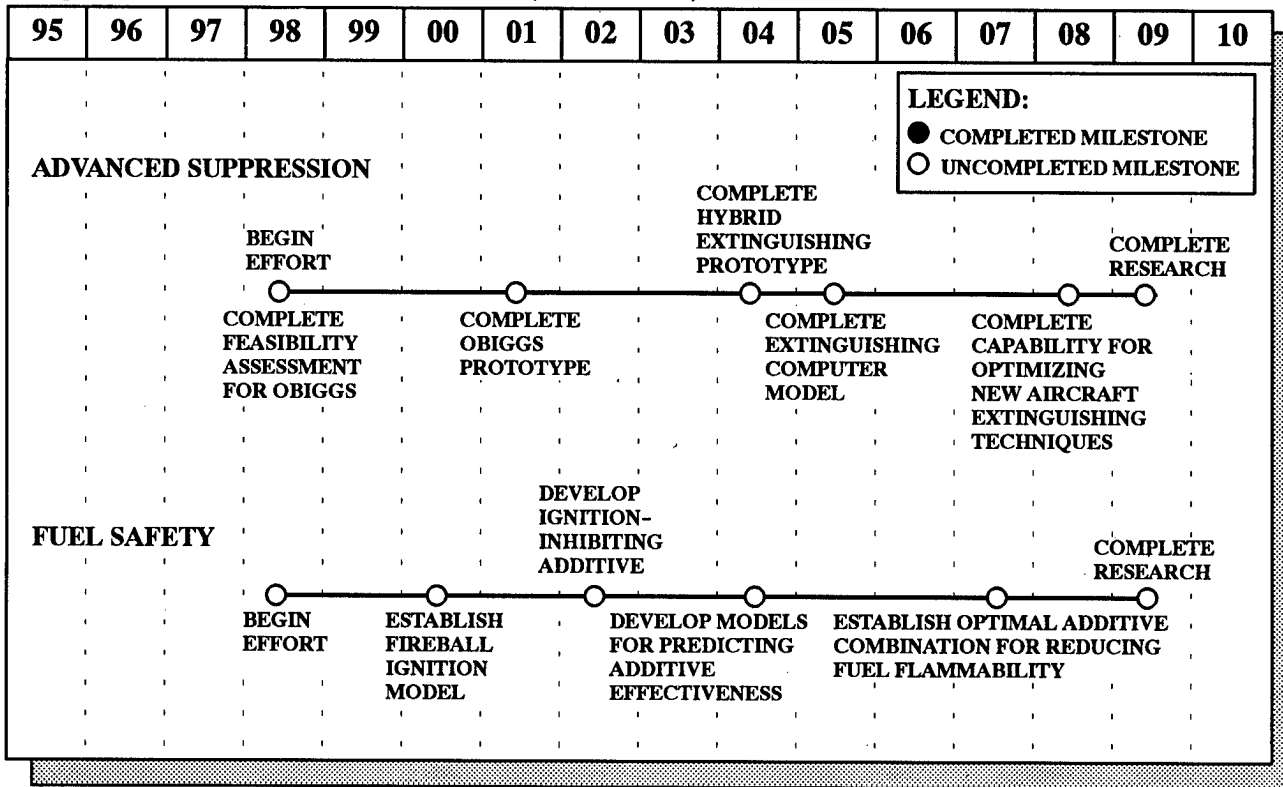 95 96 97 98 99 00 01 02 03 04 05 06 07 08 09 10
LEGEND:
COMPLETED MILESTONE
UNCOMPLETED MILESTONE
ADVANCED SUPPRESSION
BEGIN
EFFORT
COMPLETE
FEASIBILITY
ASSESSMENT
FOR OBIGGS
COMPLETE
OBIGGS
PROTOTYPE
COMPLETE
HYBRID
EXTINGUISHING
PROTOTYPE
COMPLETE
EXTINGUISHING
COMPUTER
MODEL
COMPLETE
CAPABILITY FOR
OPTIMIZING
NEW AIRCRAFT
EXTINGUISHING
TECHNIQUES
COMPLETE
RESEARCH
FUEL SAFETY
BEGIN
EFFORT
ESTABLISH
FIREBALL
IGNITION
MODEL
DEVELOP
IGNITION-
INHIBITING
ADDITIVE
DEVELOP MODELS
FOR PREDICTING
ADDITIVE
EFFECTIVENESS
ESTABLISH OPTIMAL ADDITIVE
COMBINATION FOR REDUCING
FUEL FLAMMABILITY
COMPLETE
RESEARCH